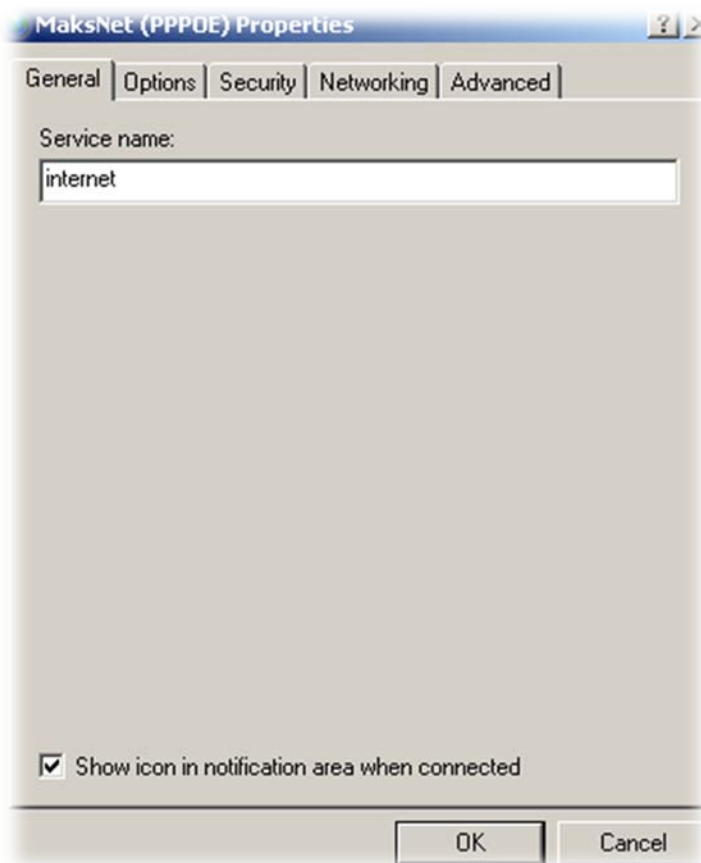 MaksNet (PPPOE) Properties
General Options Security Networking Advanced
Service name:
internet
Show icon in notification area when connected
OK Cancel